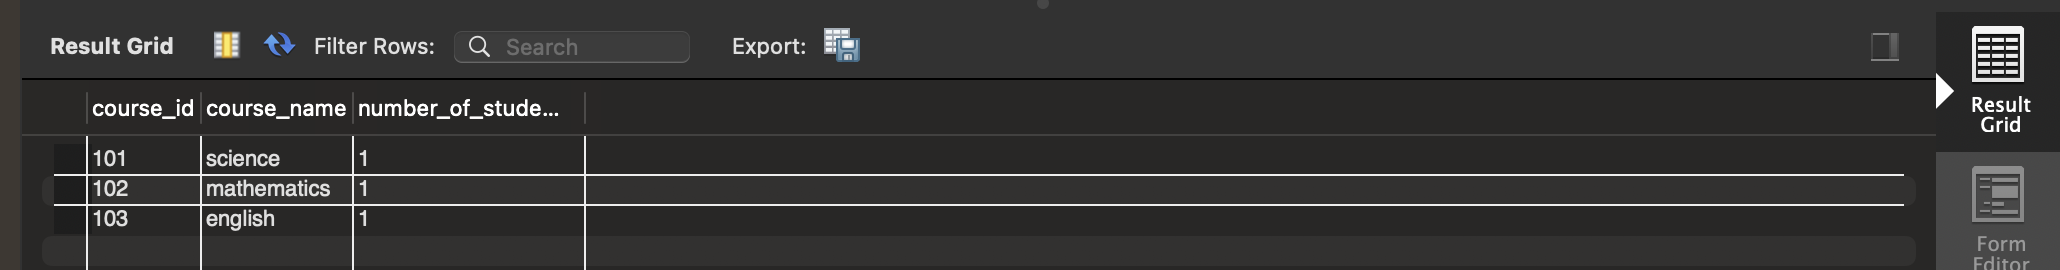 Result Grid Filter Rows: Search Export:
course_id course_name number_of_stude...
101 science 1
102 mathematics 1
103 english 1
Result
Grid
Form
Editor